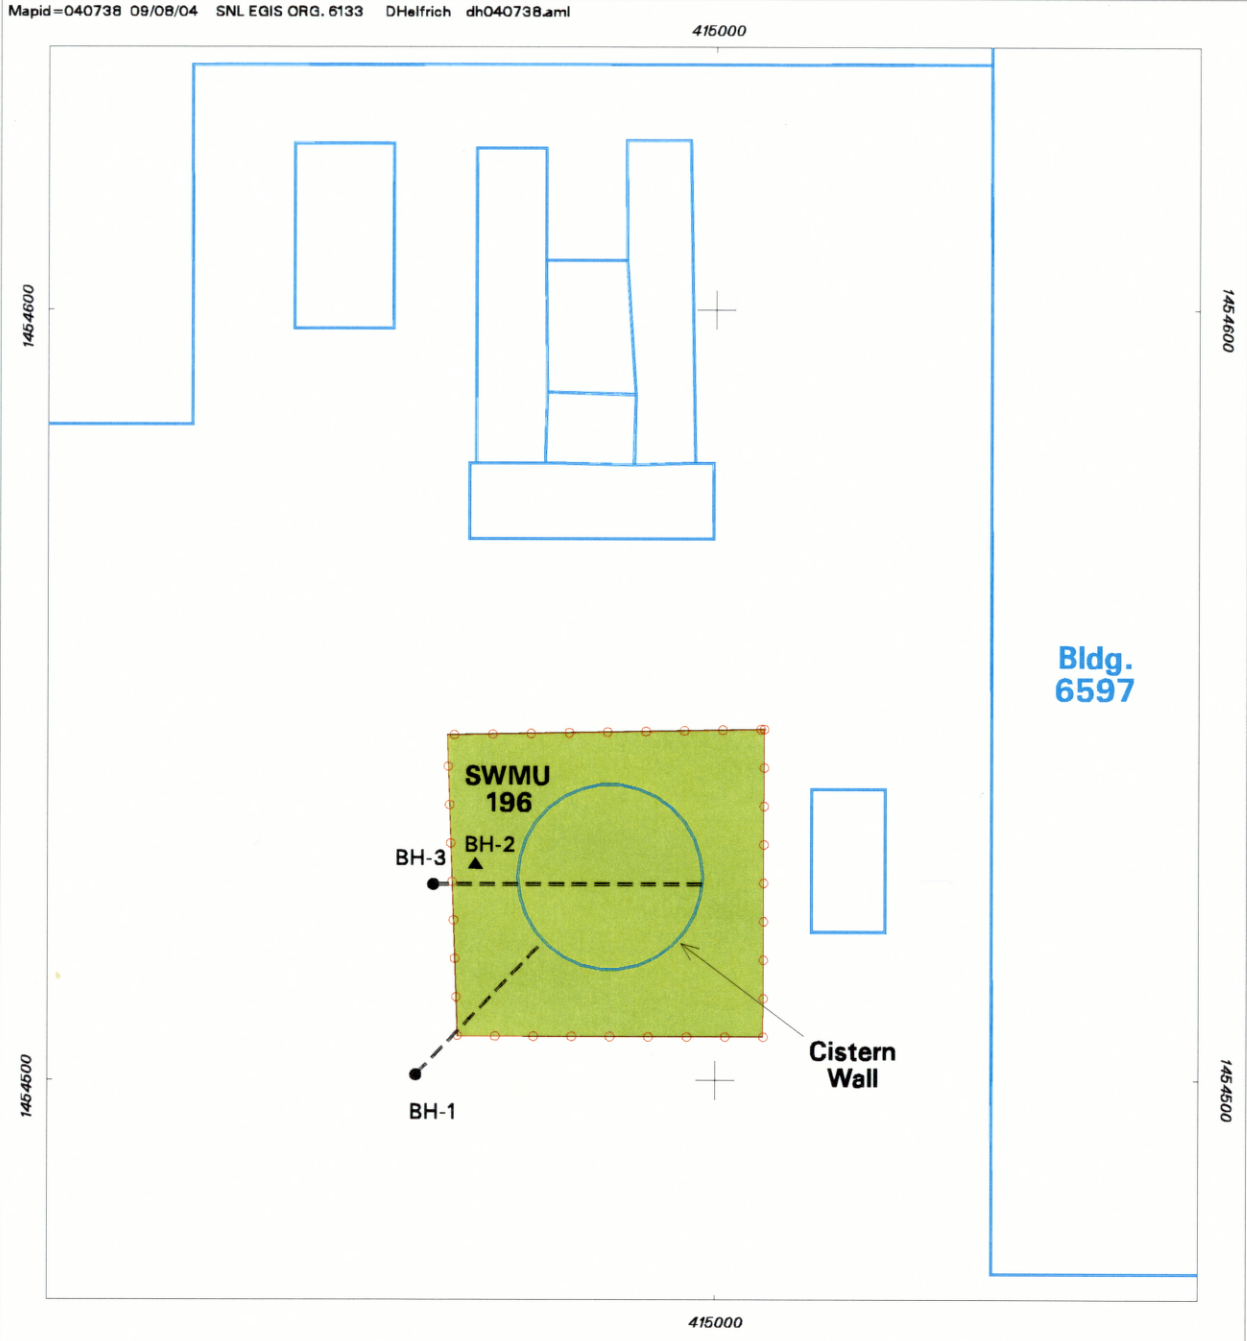 Mapid=040738 09/08/04 SNL EGIS ORG. 6133 DHelfrich dh040738.aml
415000
1454600
1454600
Bldg.
6597
SWMU
196
BH-2
BH-3
Cistern
Wall
1454500
1454500
BH-1
415000